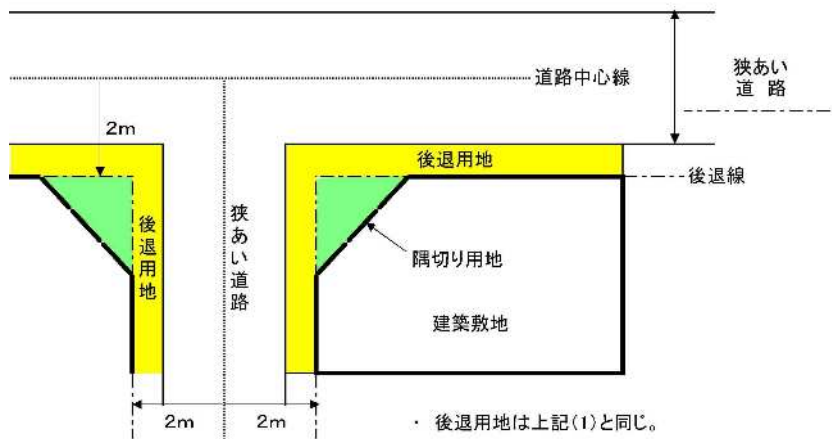 狭あい
道 路
道路中心線
2m
後退用地
後退線
後退用地
狭あい道路
隅切り用地
建築敷地
2m
2m
・ 後退用地は上記(1)と同じ。